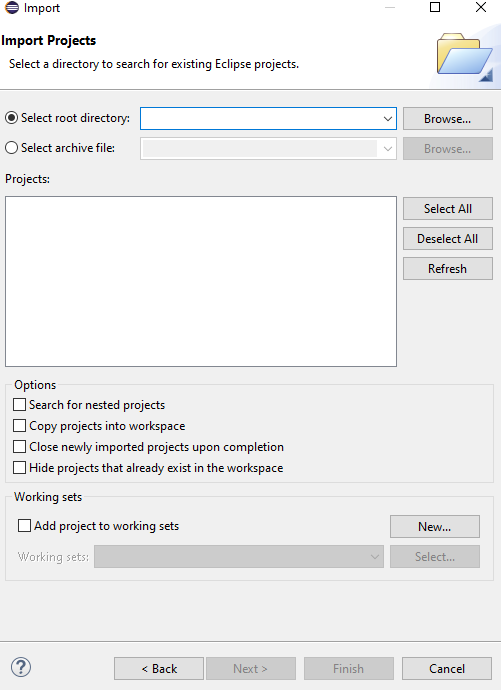 Import
Import Projects
Select a directory to search for existing Eclipse projects.
Select root directory: Browse...
Select archive file: Browse...
Projects:
Select All
Deselect All
Refresh
Options
Search for nested projects
Copy projects into workspace
Close newly imported projects upon completion
Hide projects that already exist in the workspace
Working sets
Add project to working sets New...
Working sets: Select...
? < Back Next > Finish Cancel